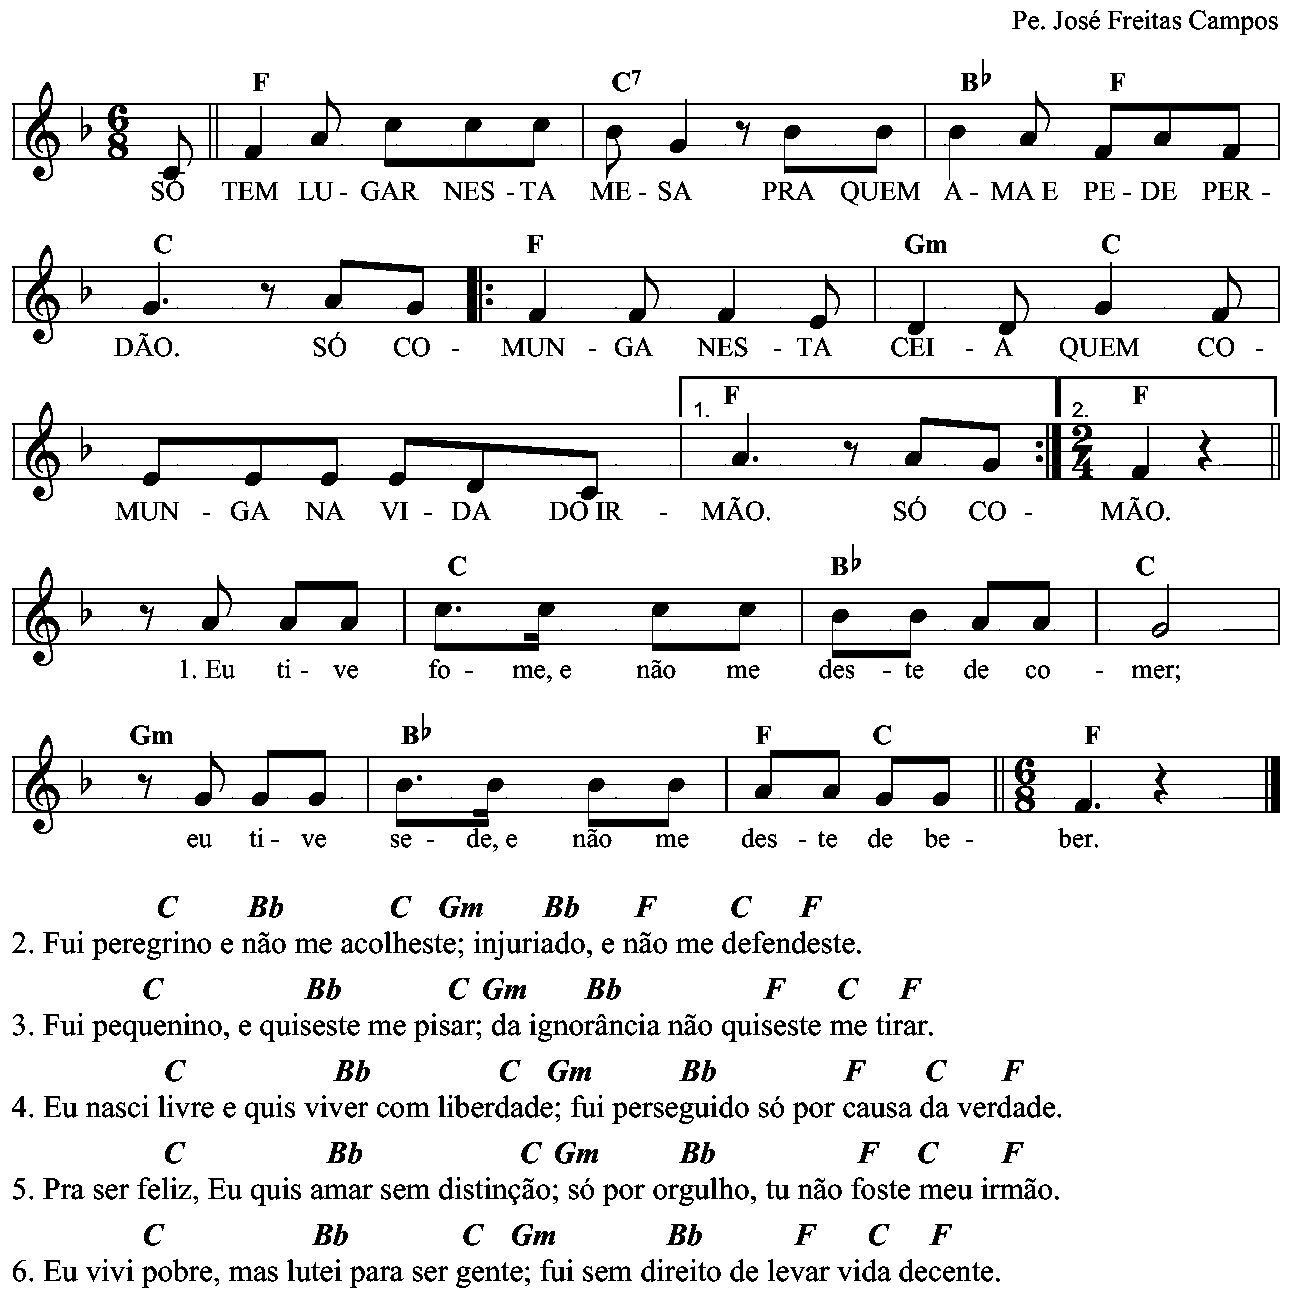 Pe. José Freitas Campos
F C7 B♭ F
6/8
SÓ TEM LU - GAR NES - TA ME - SA PRA QUEM A - MA E PE - DE PER -
C F Gm C
DÃO. SÓ CO - MUN - GA NES - TA CEI - A QUEM CO -
1. F 2. F
2/4
MUN - GA NA VI - DA DO IR - MÃO. SÓ CO - MÃO.
C B♭ C
1. Eu ti - ve fo - me, e não me des - te de co - mer;
Gm B♭ F C F
6/8
eu ti - ve se - de, e não me des - te de be - ber.
C Bb C Gm Bb F C F
2. Fui peregrino e não me acolheste; injuriado, e não me defendeste.
C Bb C Gm Bb F C F
3. Fui pequenino, e quiseste me pisar; da ignorância não quiseste me tirar.
C Bb C Gm Bb F C F
4. Eu nasci livre e quis viver com liberdade; fui perseguido só por causa da verdade.
C Bb C Gm Bb F C F
5. Pra ser feliz, Eu quis amar sem distinção; só por orgulho, tu não foste meu irmão.
C Bb C Gm Bb F C F
6. Eu vivi pobre, mas lutei para ser gente; fui sem direito de levar vida decente.